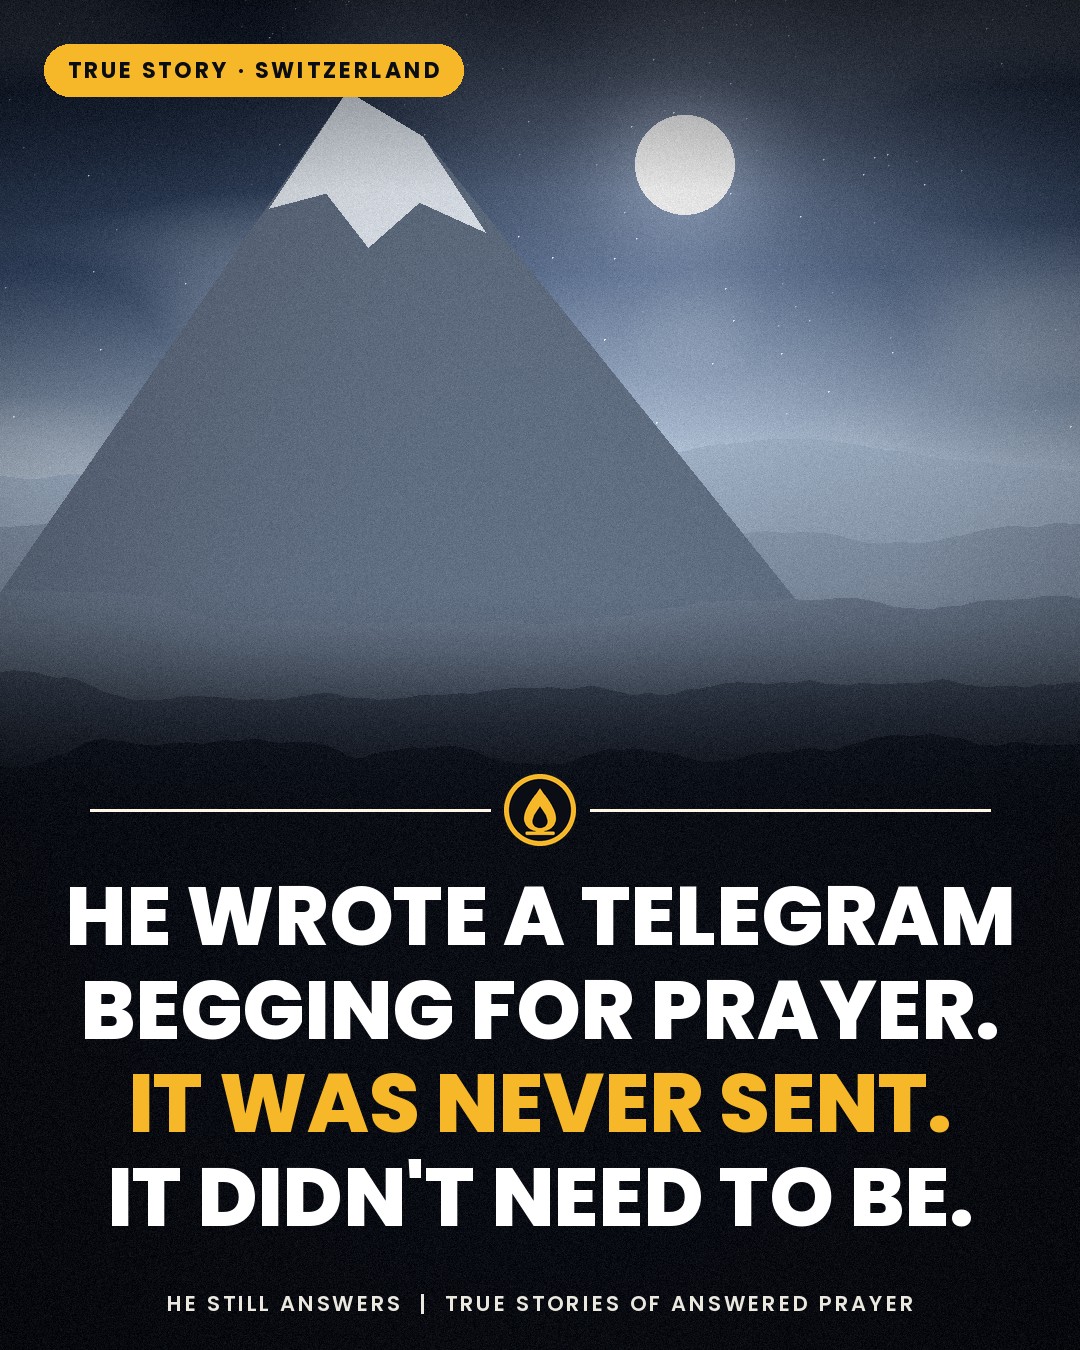 TRUE STORY · SWITZERLAND
HE WROTE A TELEGRAM
BEGGING FOR PRAYER.
IT WAS NEVER SENT.
IT DIDN'T NEED TO BE.
HE STILL ANSWERS | TRUE STORIES OF ANSWERED PRAYER